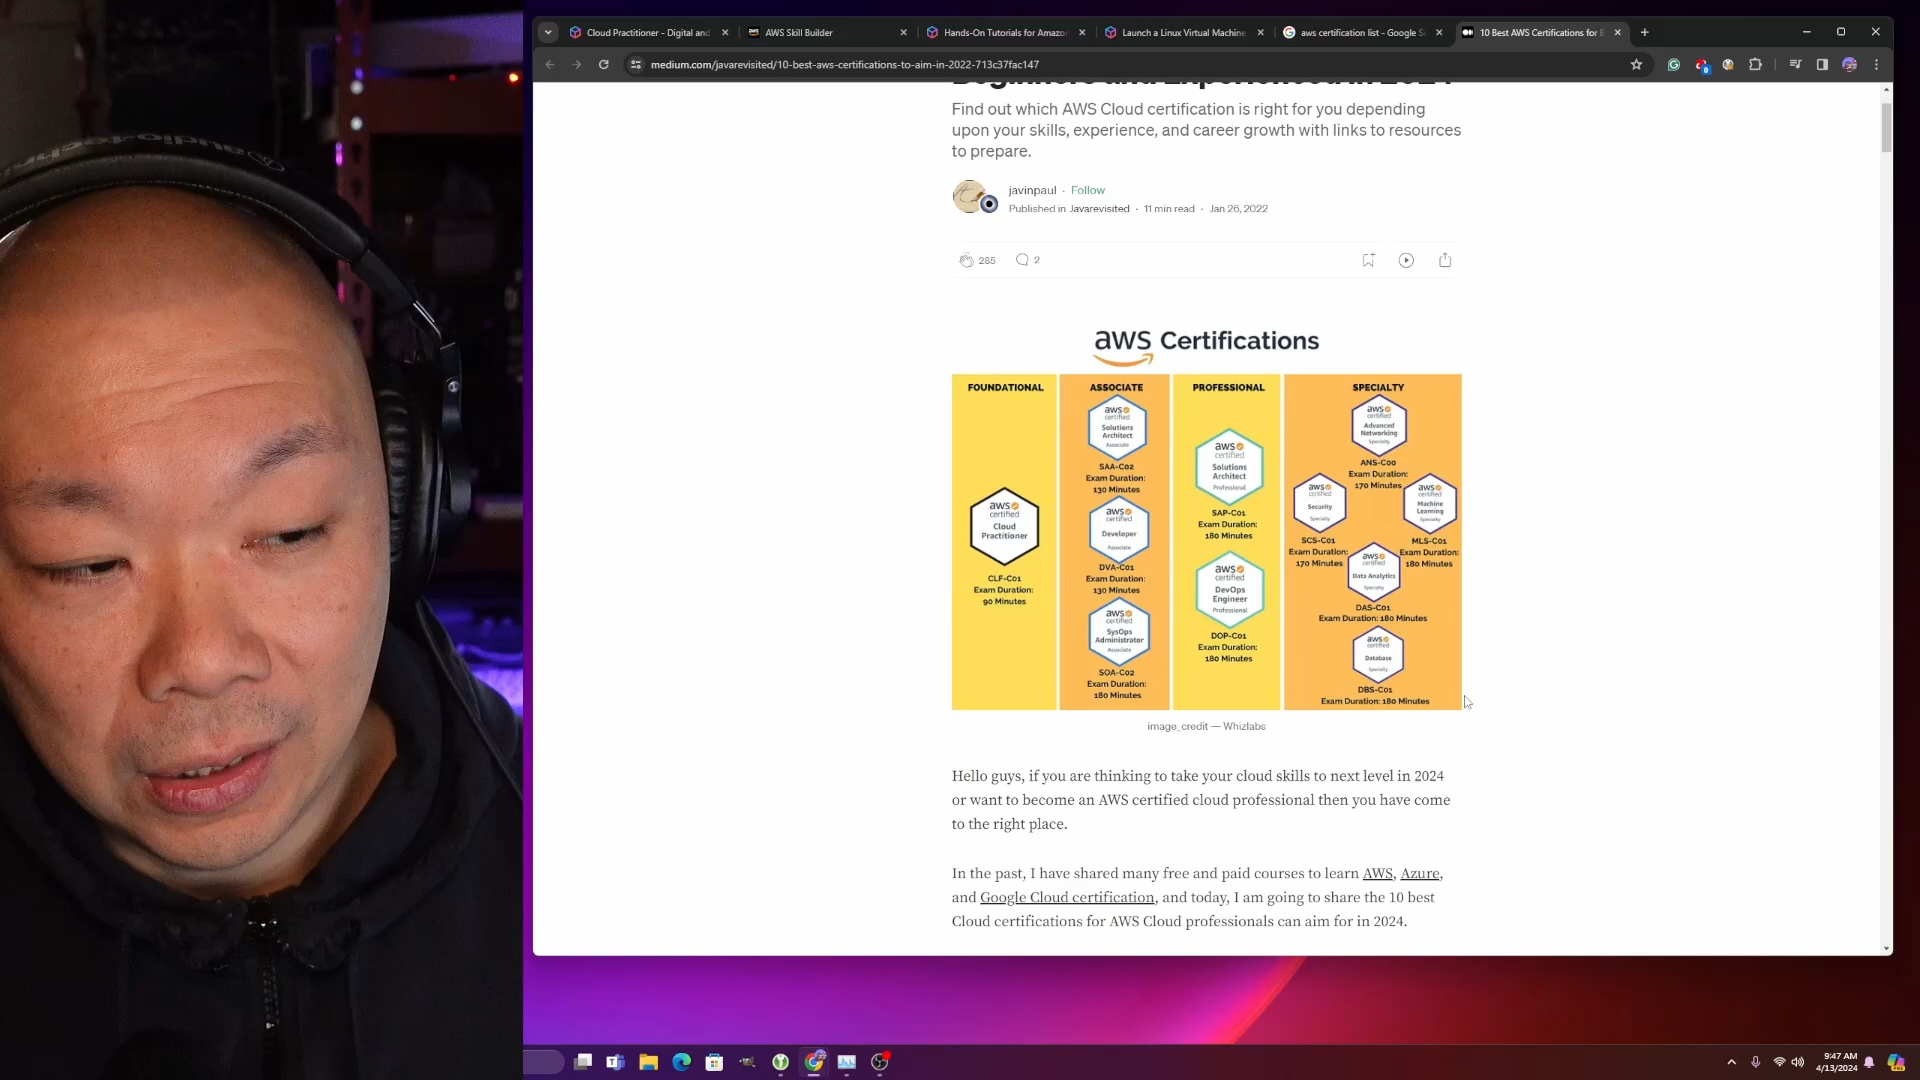 Cloud Practitioner - Digital and
AWS Skill Builder
Hands-On Tutorials for Amazo
Launch a Linux Virtual Machine
aws certification list - Google S
10 Best AWS Certifications for B
medium.com/javarevisited/10-best-aws-certifications-to-aim-in-2022-713c37fac147
Beginners and Experienced in 2024
Find out which AWS Cloud certification is right for you depending
upon your skills, experience, and career growth with links to resources
to prepare.
javinpaul · Follow
Published in Javarevisited · 11 min read · Jan 26, 2022
285
2
aws Certifications
FOUNDATIONAL
aws
certified
Cloud
Practitioner
CLF-C01
Exam Duration:
90 Minutes
ASSOCIATE
aws
certified
Solutions
Architect
Associate
SAA-C02
Exam Duration:
130 Minutes
aws
certified
Developer
Associate
DVA-C01
Exam Duration:
130 Minutes
aws
certified
SysOps
Administrator
Associate
SOA-C02
Exam Duration:
180 Minutes
PROFESSIONAL
aws
certified
Solutions
Architect
Professional
SAP-C01
Exam Duration:
180 Minutes
aws
certified
DevOps
Engineer
Professional
DOP-C01
Exam Duration:
180 Minutes
SPECIALTY
aws
certified
Advanced
Networking
Specialty
ANS-C00
Exam Duration:
170 Minutes
aws
certified
Security
Specialty
SCS-C01
Exam Duration:
170 Minutes
aws
certified
Machine
Learning
Specialty
MLS-C01
Exam Duration:
180 Minutes
aws
certified
Data Analytics
Specialty
DAS-C01
Exam Duration: 180 Minutes
aws
certified
Database
Specialty
DBS-C01
Exam Duration: 180 Minutes
image_credit — Whizlabs
Hello guys, if you are thinking to take your cloud skills to next level in 2024
or want to become an AWS certified cloud professional then you have come
to the right place.
In the past, I have shared many free and paid courses to learn AWS, Azure,
and Google Cloud certification, and today, I am going to share the 10 best
Cloud certifications for AWS Cloud professionals can aim for in 2024.
9:47 AM
4/13/2024
audio-technica